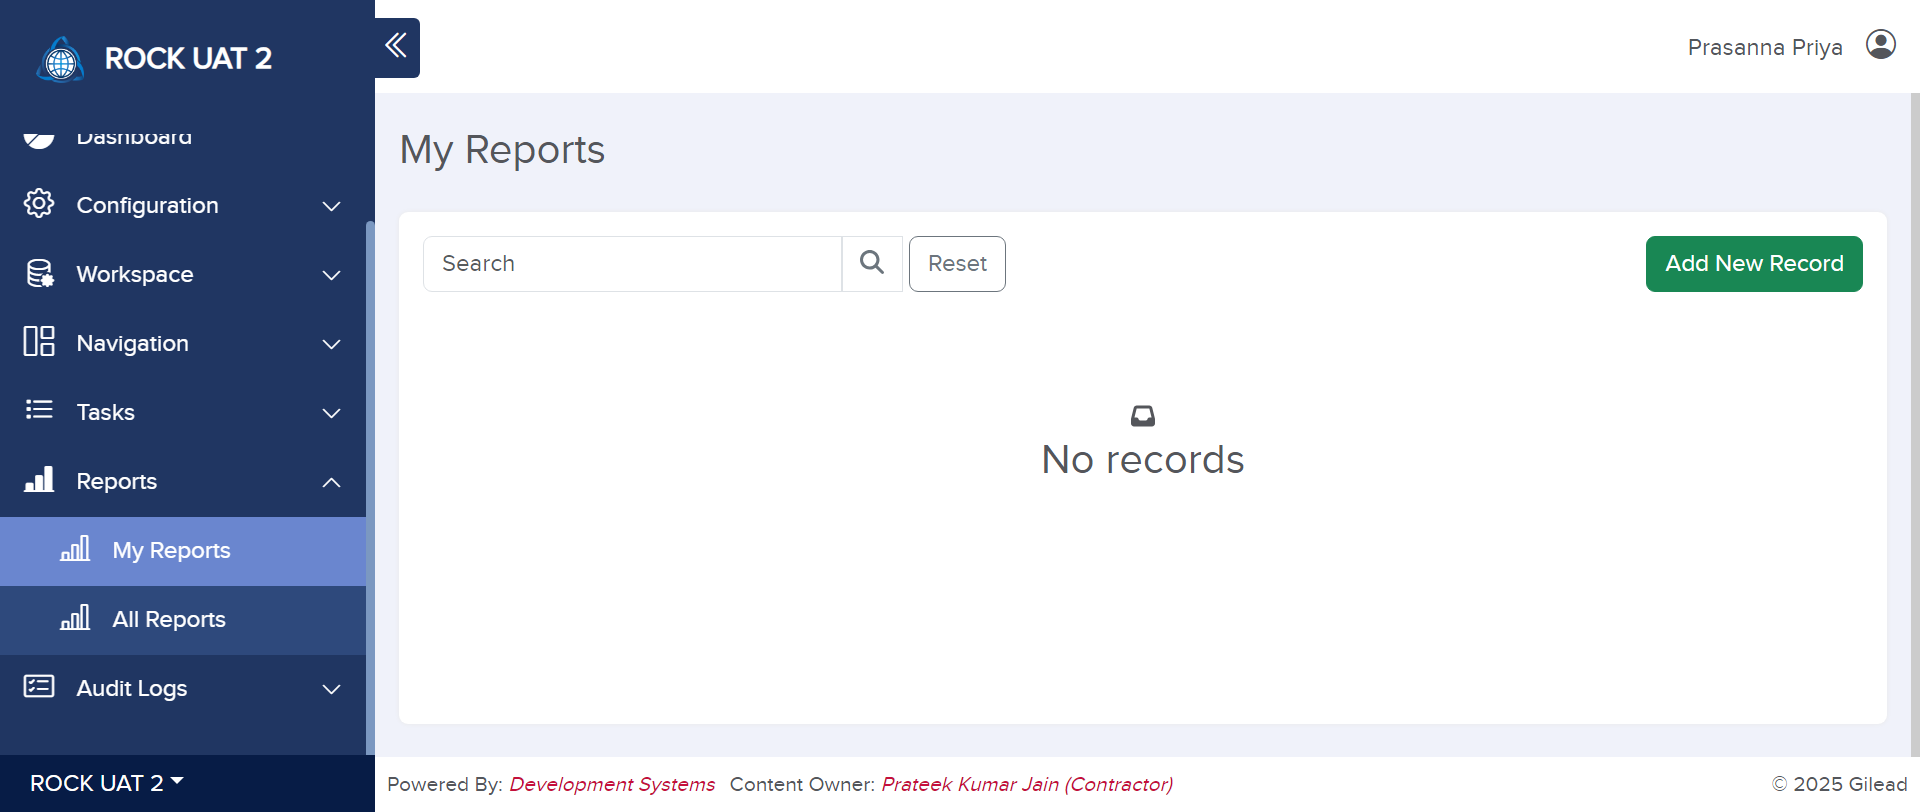 ROCK UAT 2
Prasanna Priya
Dashboard
Configuration
Workspace
Navigation
Tasks
Reports
My Reports
All Reports
Audit Logs
ROCK UAT 2
My Reports
Search
Reset
Add New Record
No records
Powered By: Development Systems Content Owner: Prateek Kumar Jain (Contractor)
© 2025 Gilead